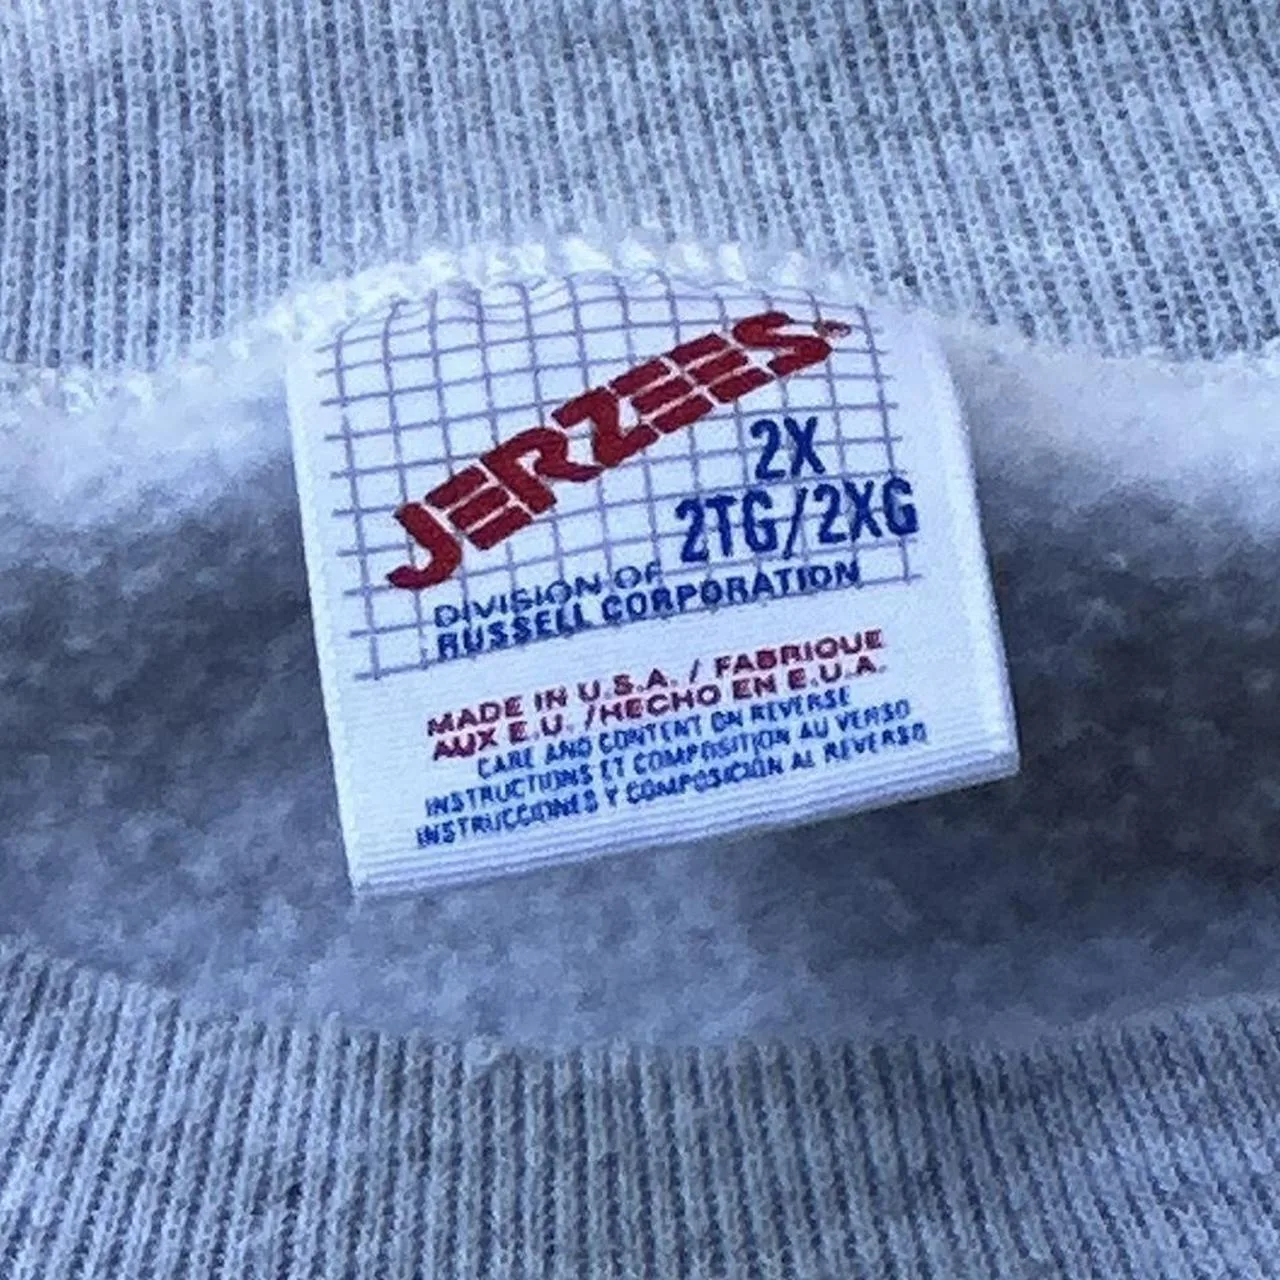 JERZEES
2X
2TG/2XG
DIVISION OF
RUSSELL CORPORATION
MADE IN U.S.A. / FABRIQUE
AUX E.U. /HECHO EN E.U.A.
CARE AND CONTENT ON REVERSE
INSTRUCTIONS ET COMPOSITION AU VERSO
INSTRUCCIONES Y COMPOSICIÓN AL REVERSO